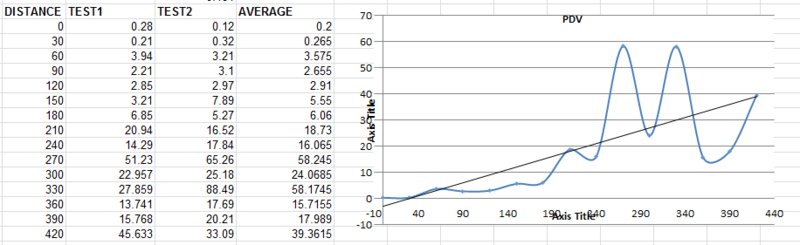 DISTANCE TEST1 TEST2 AVERAGE
0 0.28 0.12 0.2
30 0.21 0.32 0.265
60 3.94 3.21 3.575
90 2.21 3.1 2.655
120 2.85 2.97 2.91
150 3.21 7.89 5.55
180 6.85 5.27 6.06
210 20.94 16.52 18.73
240 14.29 17.84 16.065
270 51.23 65.26 58.245
300 22.957 25.18 24.0685
330 27.859 88.49 58.1745
360 13.741 17.69 15.7155
390 15.768 20.21 17.989
420 45.633 33.09 39.3615
PDV
70
60
50
40
30
20
10
0
-10
Axis Title
-10 40 90 140 190 240 290 340 390 440
Axis Title